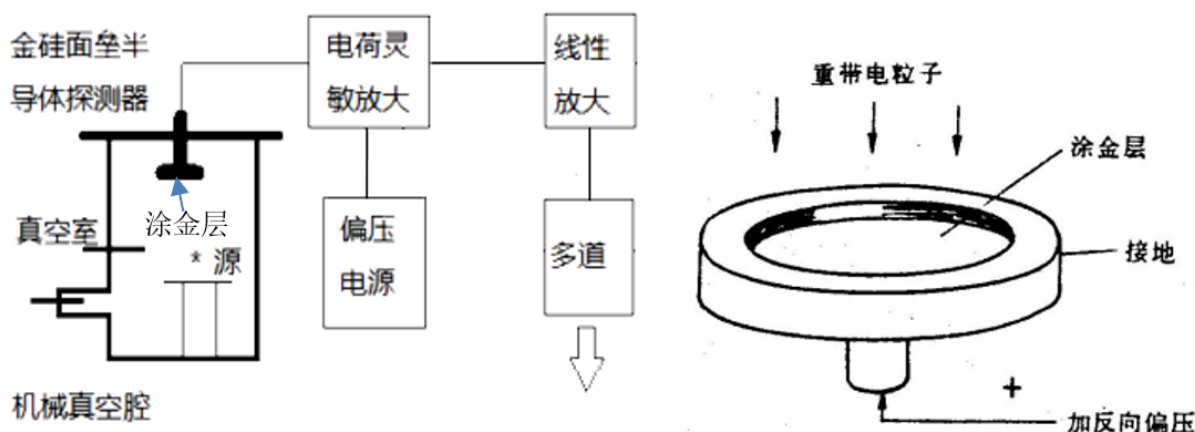 金硅面垒半
导体探测器
电荷灵
敏放大
线性
放大
涂金层
真空室
* 源
偏压
电源
多道
机械真空腔
重带电粒子
涂金层
接地
+
加反向偏压